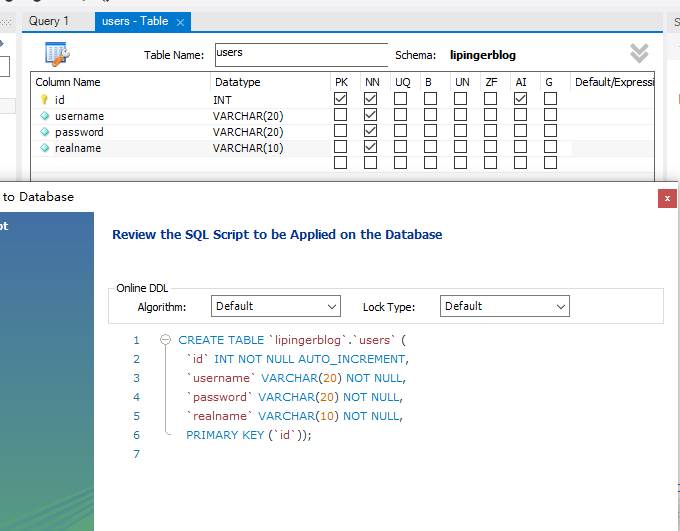 Query 1
users - Table
Table Name: users Schema: lipingerblog
Column Name Datatype PK NN UQ B UN ZF AI G Default/Expressi
id INT
username VARCHAR(20)
password VARCHAR(20)
realname VARCHAR(10)
to Database
x
pt
Review the SQL Script to be Applied on the Database
Online DDL
Algorithm: Default Lock Type: Default
1 CREATE TABLE `lipingerblog`.`users` (
2 `id` INT NOT NULL AUTO_INCREMENT,
3 `username` VARCHAR(20) NOT NULL,
4 `password` VARCHAR(20) NOT NULL,
5 `realname` VARCHAR(10) NOT NULL,
6 PRIMARY KEY (`id`));
7